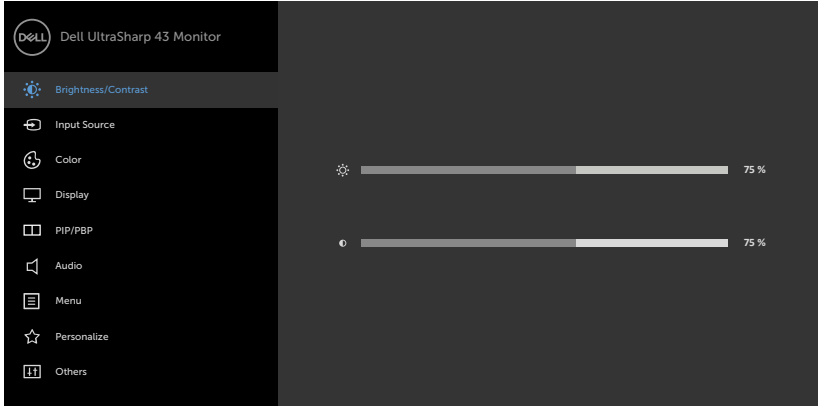 DELL
Dell UltraSharp 43 Monitor
Brightness/Contrast
Input Source
Color
Display
PIP/PBP
Audio
Menu
Personalize
Others
75 %
75 %